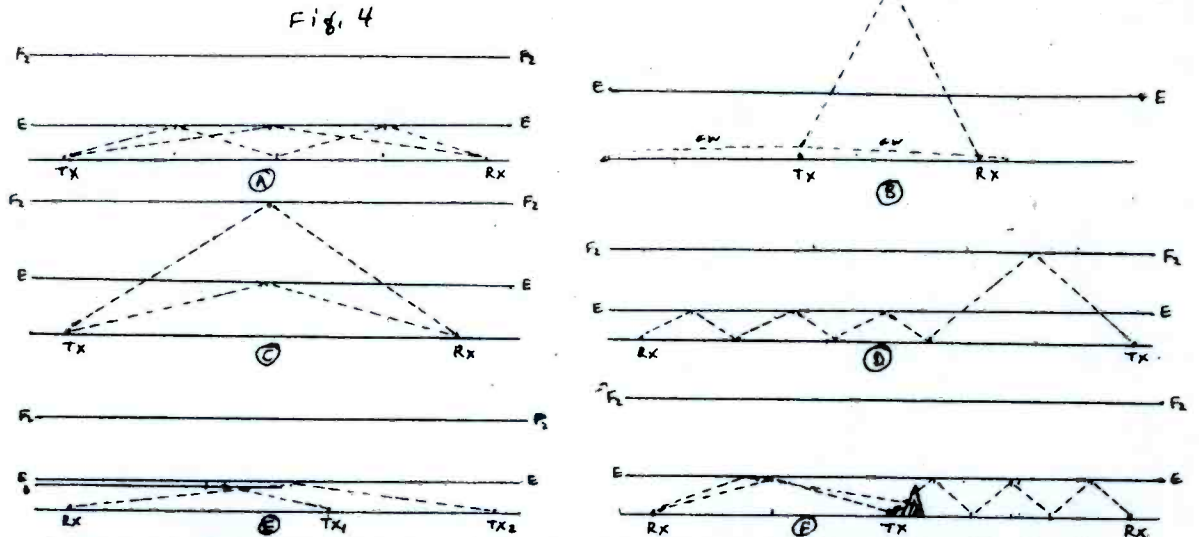 Fig. 4
F2 F2
E E
TX RX
A
E E
GW GW
TX RX
B
F2 F2
E E
TX RX
C
F2 F2
E E
RX TX
D
F2 F2
E E
RX TX1 TX2
E
F2 F2
E E
RX TX RX
F